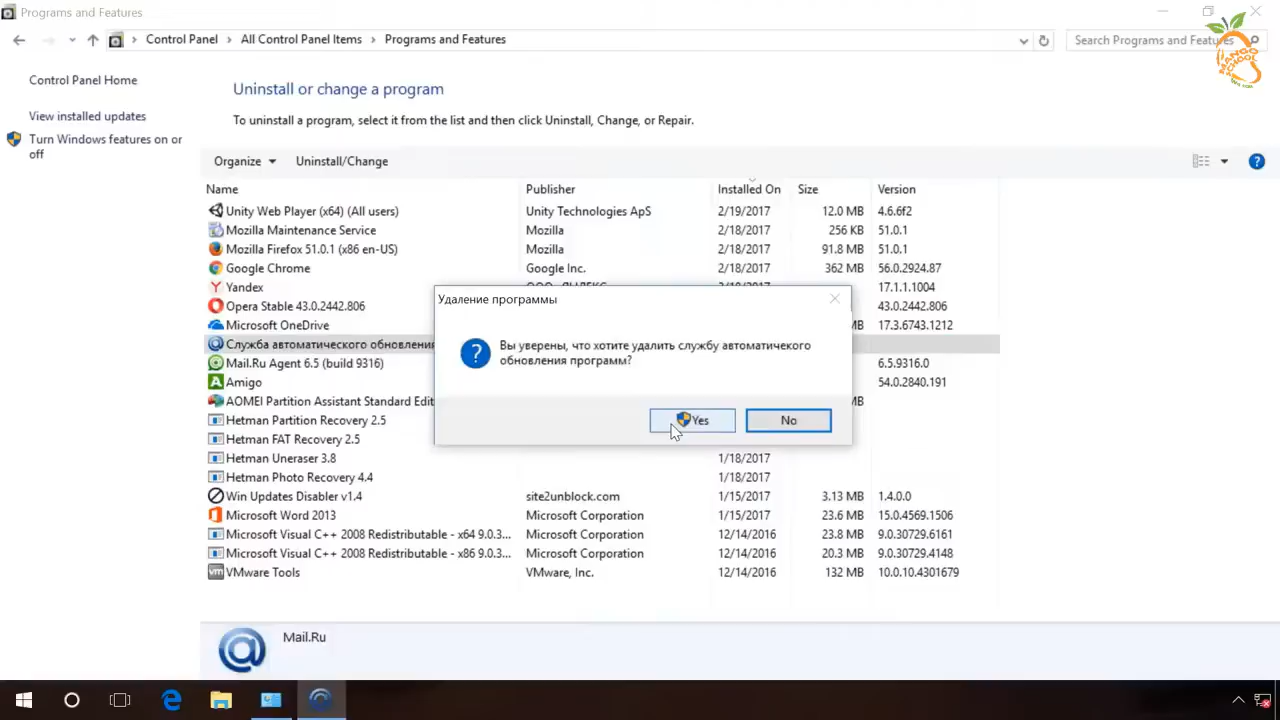 Programs and Features
Control Panel > All Control Panel Items > Programs and Features
Search Programs and Features
MANGO SCHOOL
Control Panel Home
View installed updates
Turn Windows features on or
off
Uninstall or change a program
To uninstall a program, select it from the list and then click Uninstall, Change, or Repair.
Organize Uninstall/Change
Name Publisher Installed On Size Version
Unity Web Player (x64) (All users) Unity Technologies ApS 2/19/2017 12.0 MB 4.6.6f2
Mozilla Maintenance Service Mozilla 2/18/2017 256 KB 51.0.1
Mozilla Firefox 51.0.1 (x86 en-US) Mozilla 2/18/2017 91.8 MB 51.0.1
Google Chrome Google Inc. 2/18/2017 362 MB 56.0.2924.87
Yandex 17.1.1.1004
Opera Stable 43.0.2442.806 43.0.2442.806
Microsoft OneDrive MB 17.3.6743.1212
Служба автоматического обновления
Mail.Ru Agent 6.5 (build 9316) 6.5.9316.0
Amigo 54.0.2840.191
AOMEI Partition Assistant Standard Edit MB
Hetman Partition Recovery 2.5
Hetman FAT Recovery 2.5
Hetman Uneraser 3.8 1/18/2017
Hetman Photo Recovery 4.4 1/18/2017
Win Updates Disabler v1.4 site2unblock.com 1/15/2017 3.13 MB 1.4.0.0
Microsoft Word 2013 Microsoft Corporation 1/15/2017 23.6 MB 15.0.4569.1506
Microsoft Visual C++ 2008 Redistributable - x64 9.0.3... Microsoft Corporation 12/14/2016 23.8 MB 9.0.30729.6161
Microsoft Visual C++ 2008 Redistributable - x86 9.0.3... Microsoft Corporation 12/14/2016 20.3 MB 9.0.30729.4148
VMware Tools VMware, Inc. 12/14/2016 132 MB 10.0.10.4301679
Удаление программы
Вы уверены, что хотите удалить службу автоматичекого
обновления программ?
Yes No
Mail.Ru